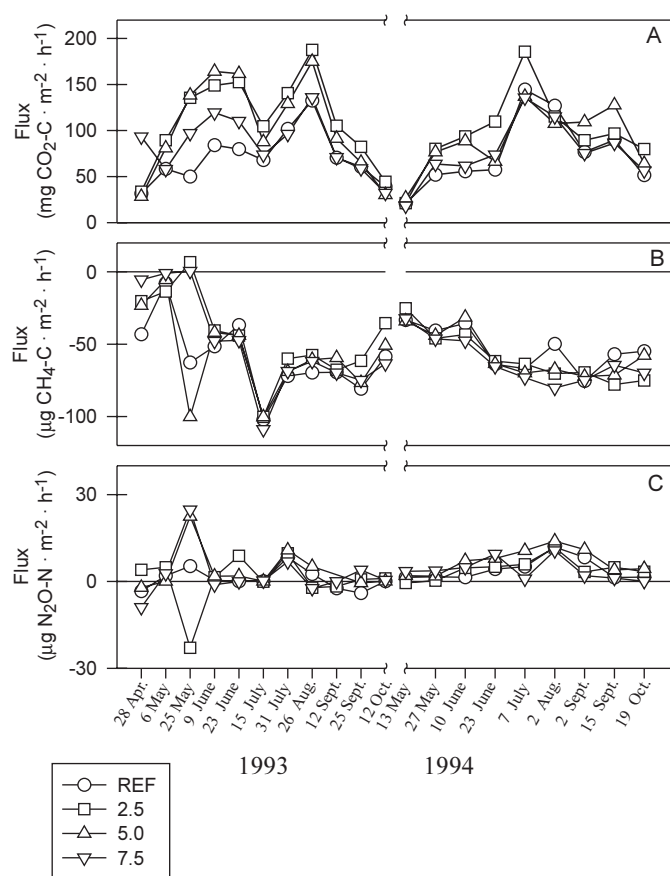 A
200
150
100
50
0
Flux
(mg CO₂-C · m⁻² · h⁻¹)
B
0
-50
-100
Flux
(µg CH₄-C · m⁻² · h⁻¹)
C
30
0
-30
Flux
(µg N₂O-N · m⁻² · h⁻¹)
28 Apr.
6 May
25 May
9 June
23 June
15 July
31 July
26 Aug.
12 Sept.
25 Sept.
12 Oct.
13 May
27 May
10 June
23 June
7 July
2 Aug.
2 Sept.
15 Sept.
19 Oct.
1993
1994
REF
2.5
5.0
7.5